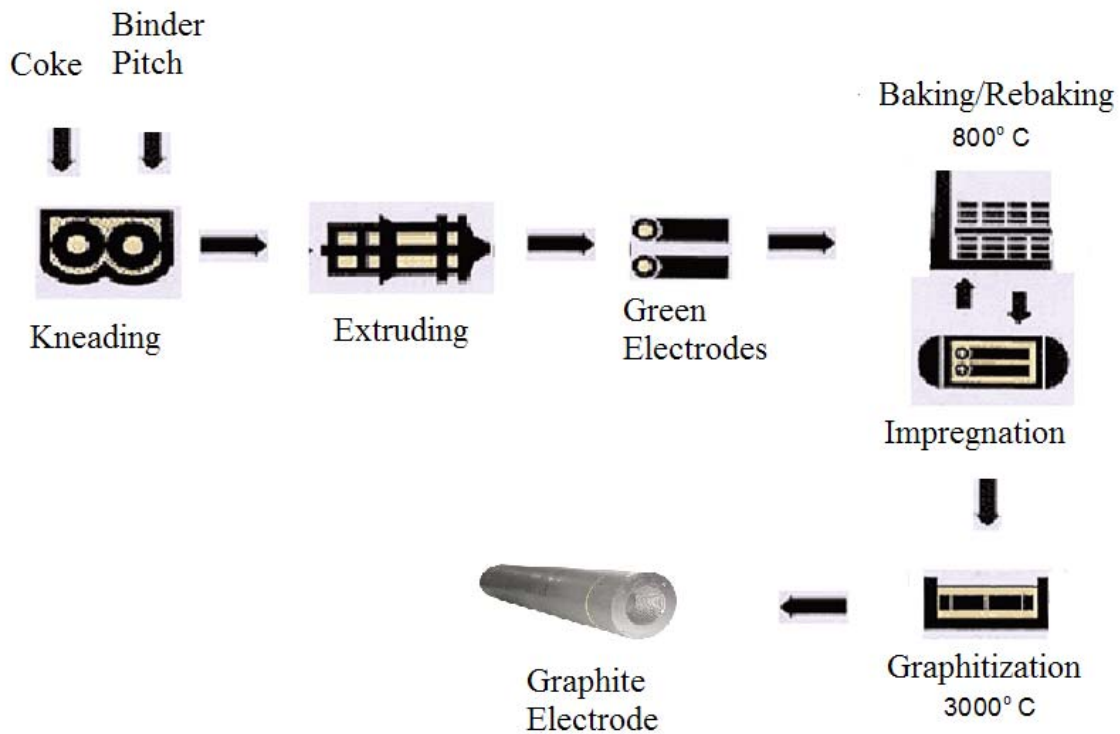 Coke
Binder
Pitch
Baking/Rebaking
800° C
Kneading
Extruding
Green
Electrodes
Impregnation
Graphite
Electrode
Graphitization
3000° C